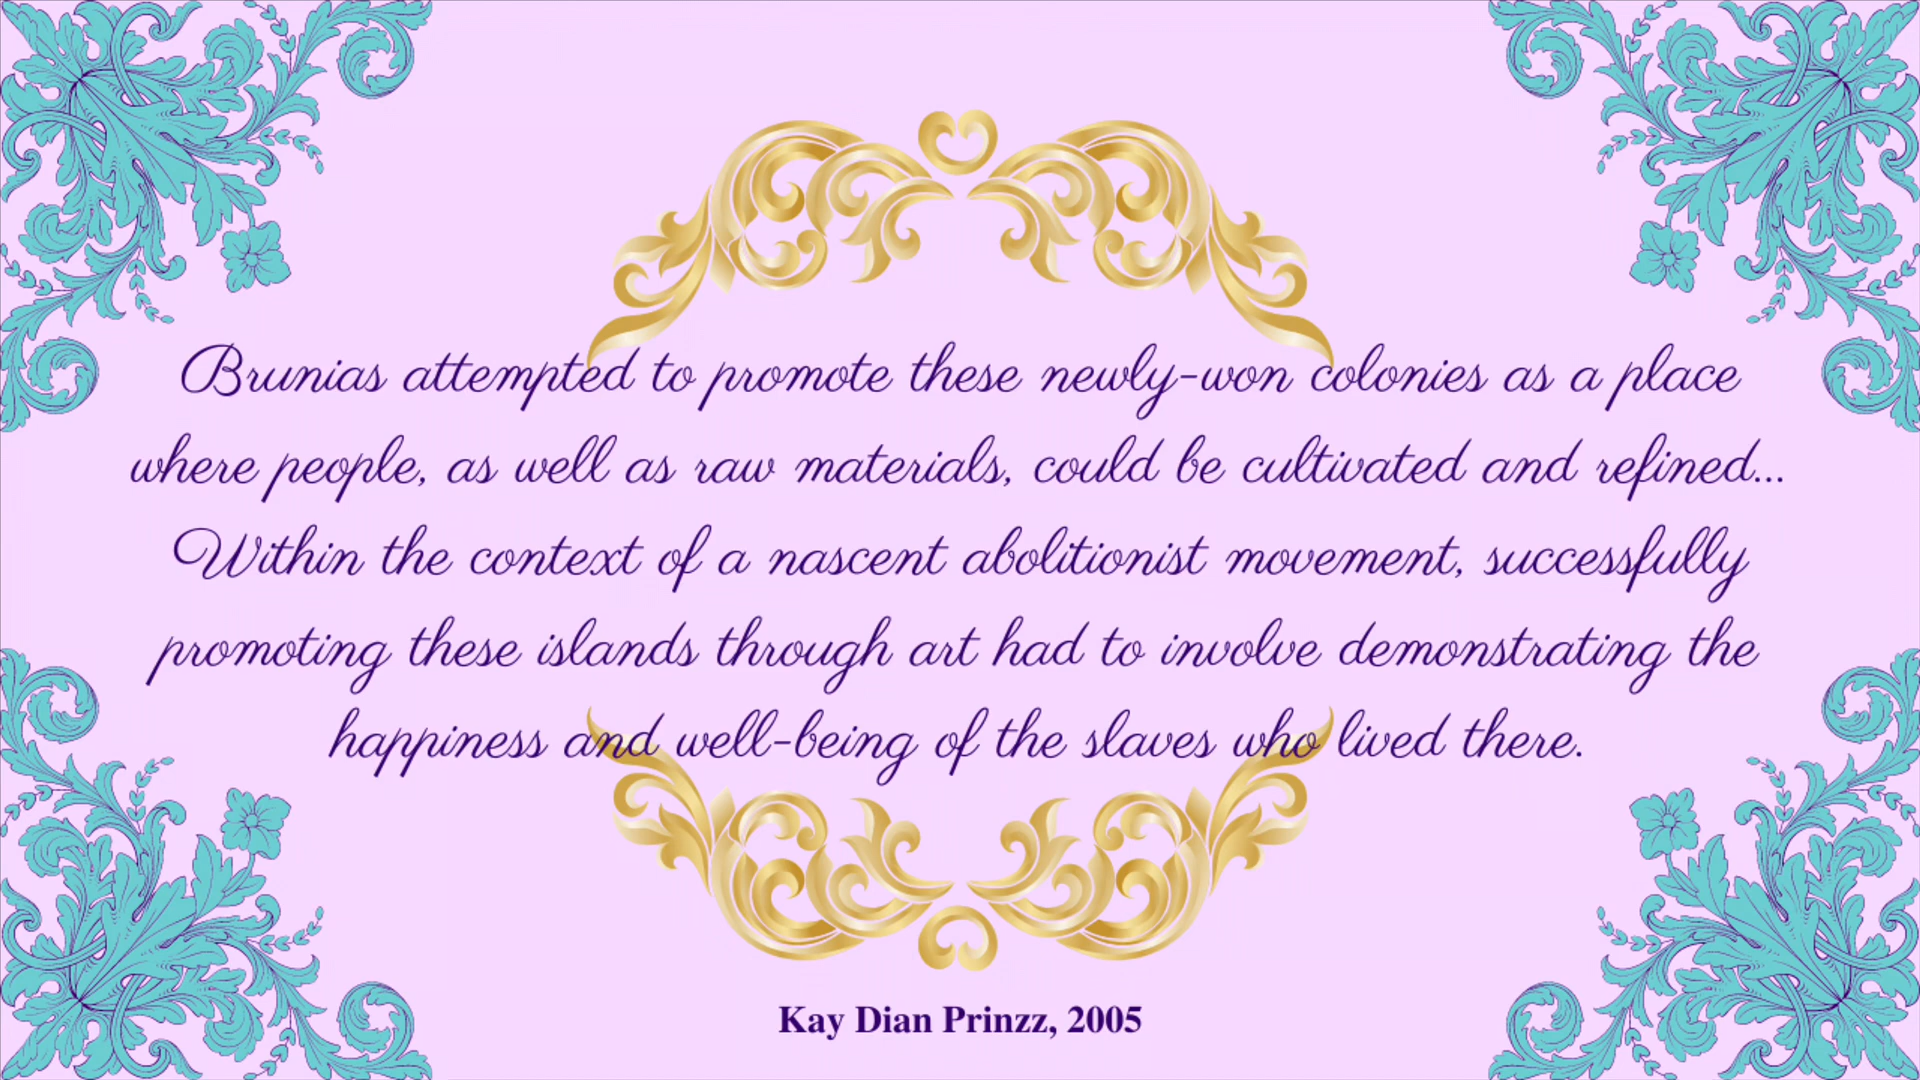 Brunias attempted to promote these newly-won colonies as a place
where people, as well as raw materials, could be cultivated and refined...
Within the context of a nascent abolitionist movement, successfully
promoting these islands through art had to involve demonstrating the
happiness and well-being of the slaves who lived there.
Kay Dian Prinzz, 2005